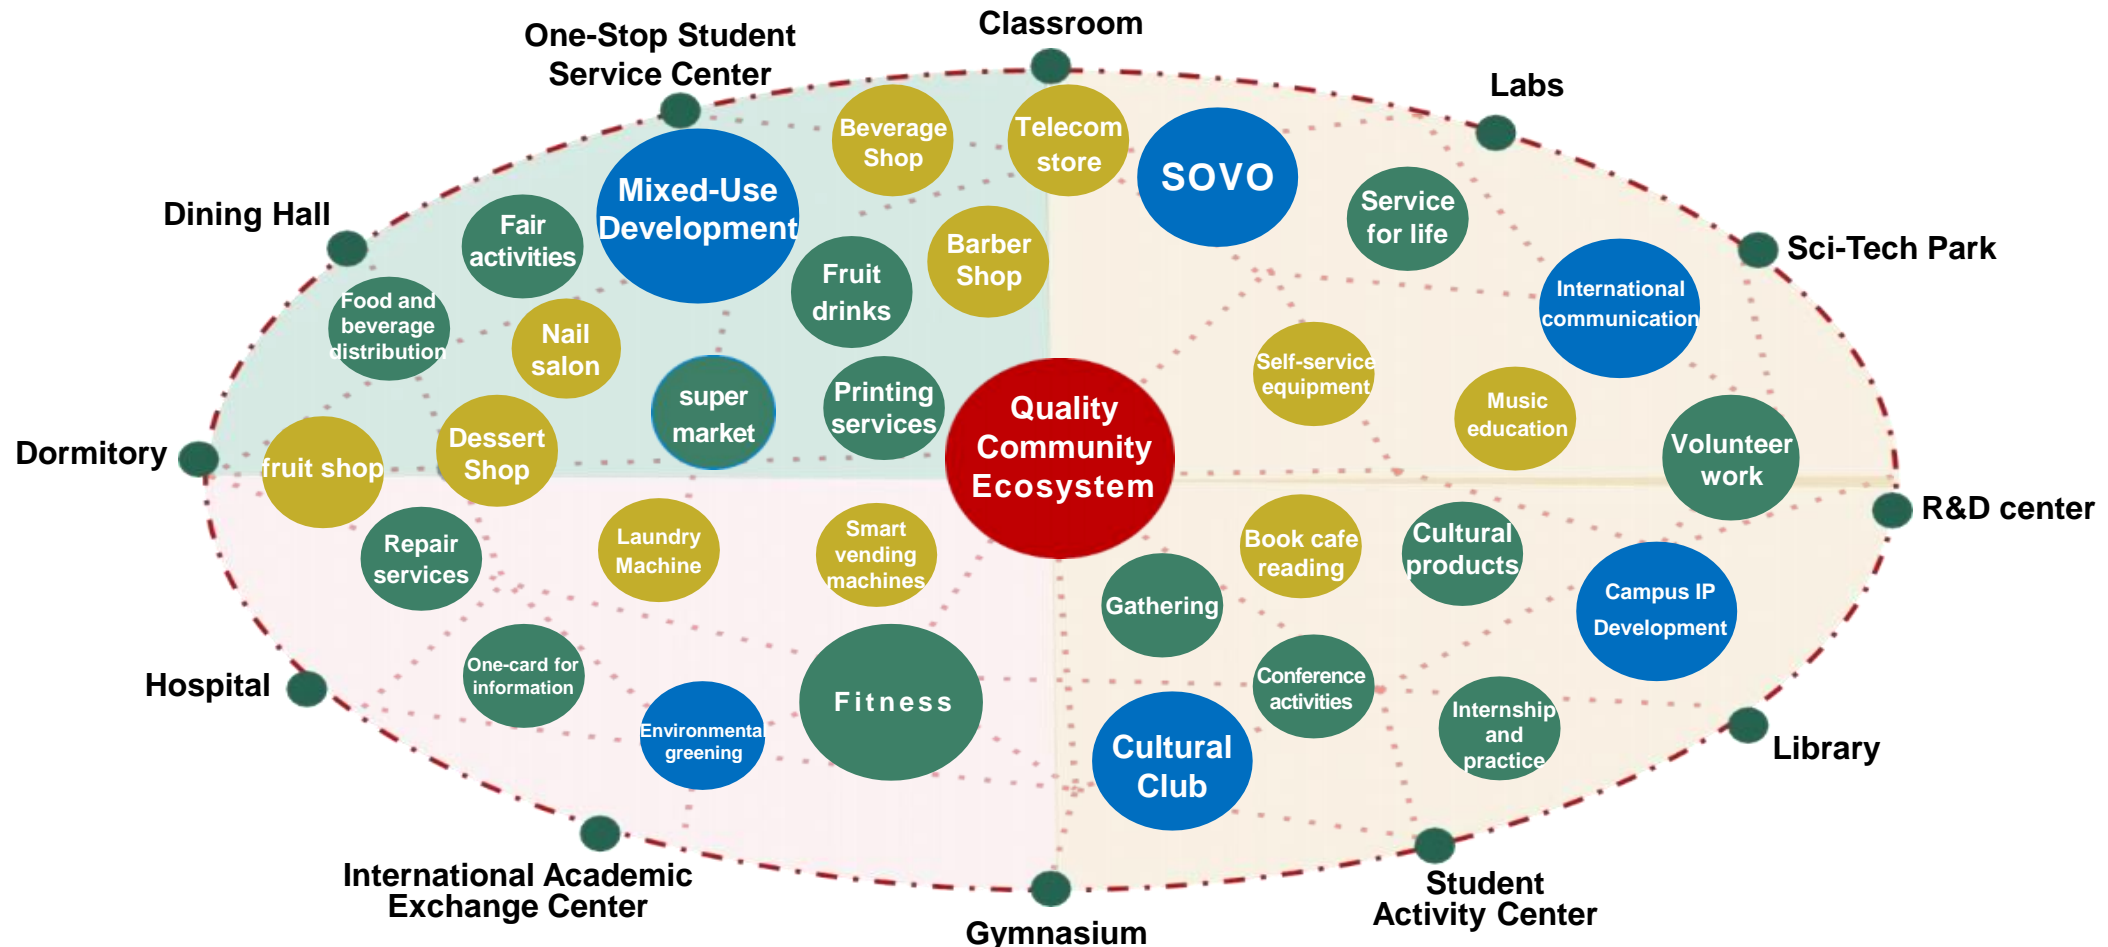 Classroom
One-Stop Student
Service Center
Labs
Dining Hall
Sci-Tech Park
Dormitory
R&D center
Hospital
Library
International Academic
Exchange Center
Student
Activity Center
Gymnasium
Beverage
Shop
Telecom
store
SOVO
Mixed-Use
Development
Service
for life
Fair
activities
Barber
Shop
Fruit
drinks
International
communication
Food and
beverage
distribution
Nail
salon
Self-service
equipment
super
market
Printing
services
Music
education
Quality
Community
Ecosystem
Volunteer
work
fruit shop
Dessert
Shop
Repair
services
Laundry
Machine
Smart
vending
machines
Book cafe
reading
Cultural
products
Gathering
Campus IP
Development
One-card for
information
Environmental
greening
Fitness
Conference
activities
Cultural
Club
Internship
and
practice